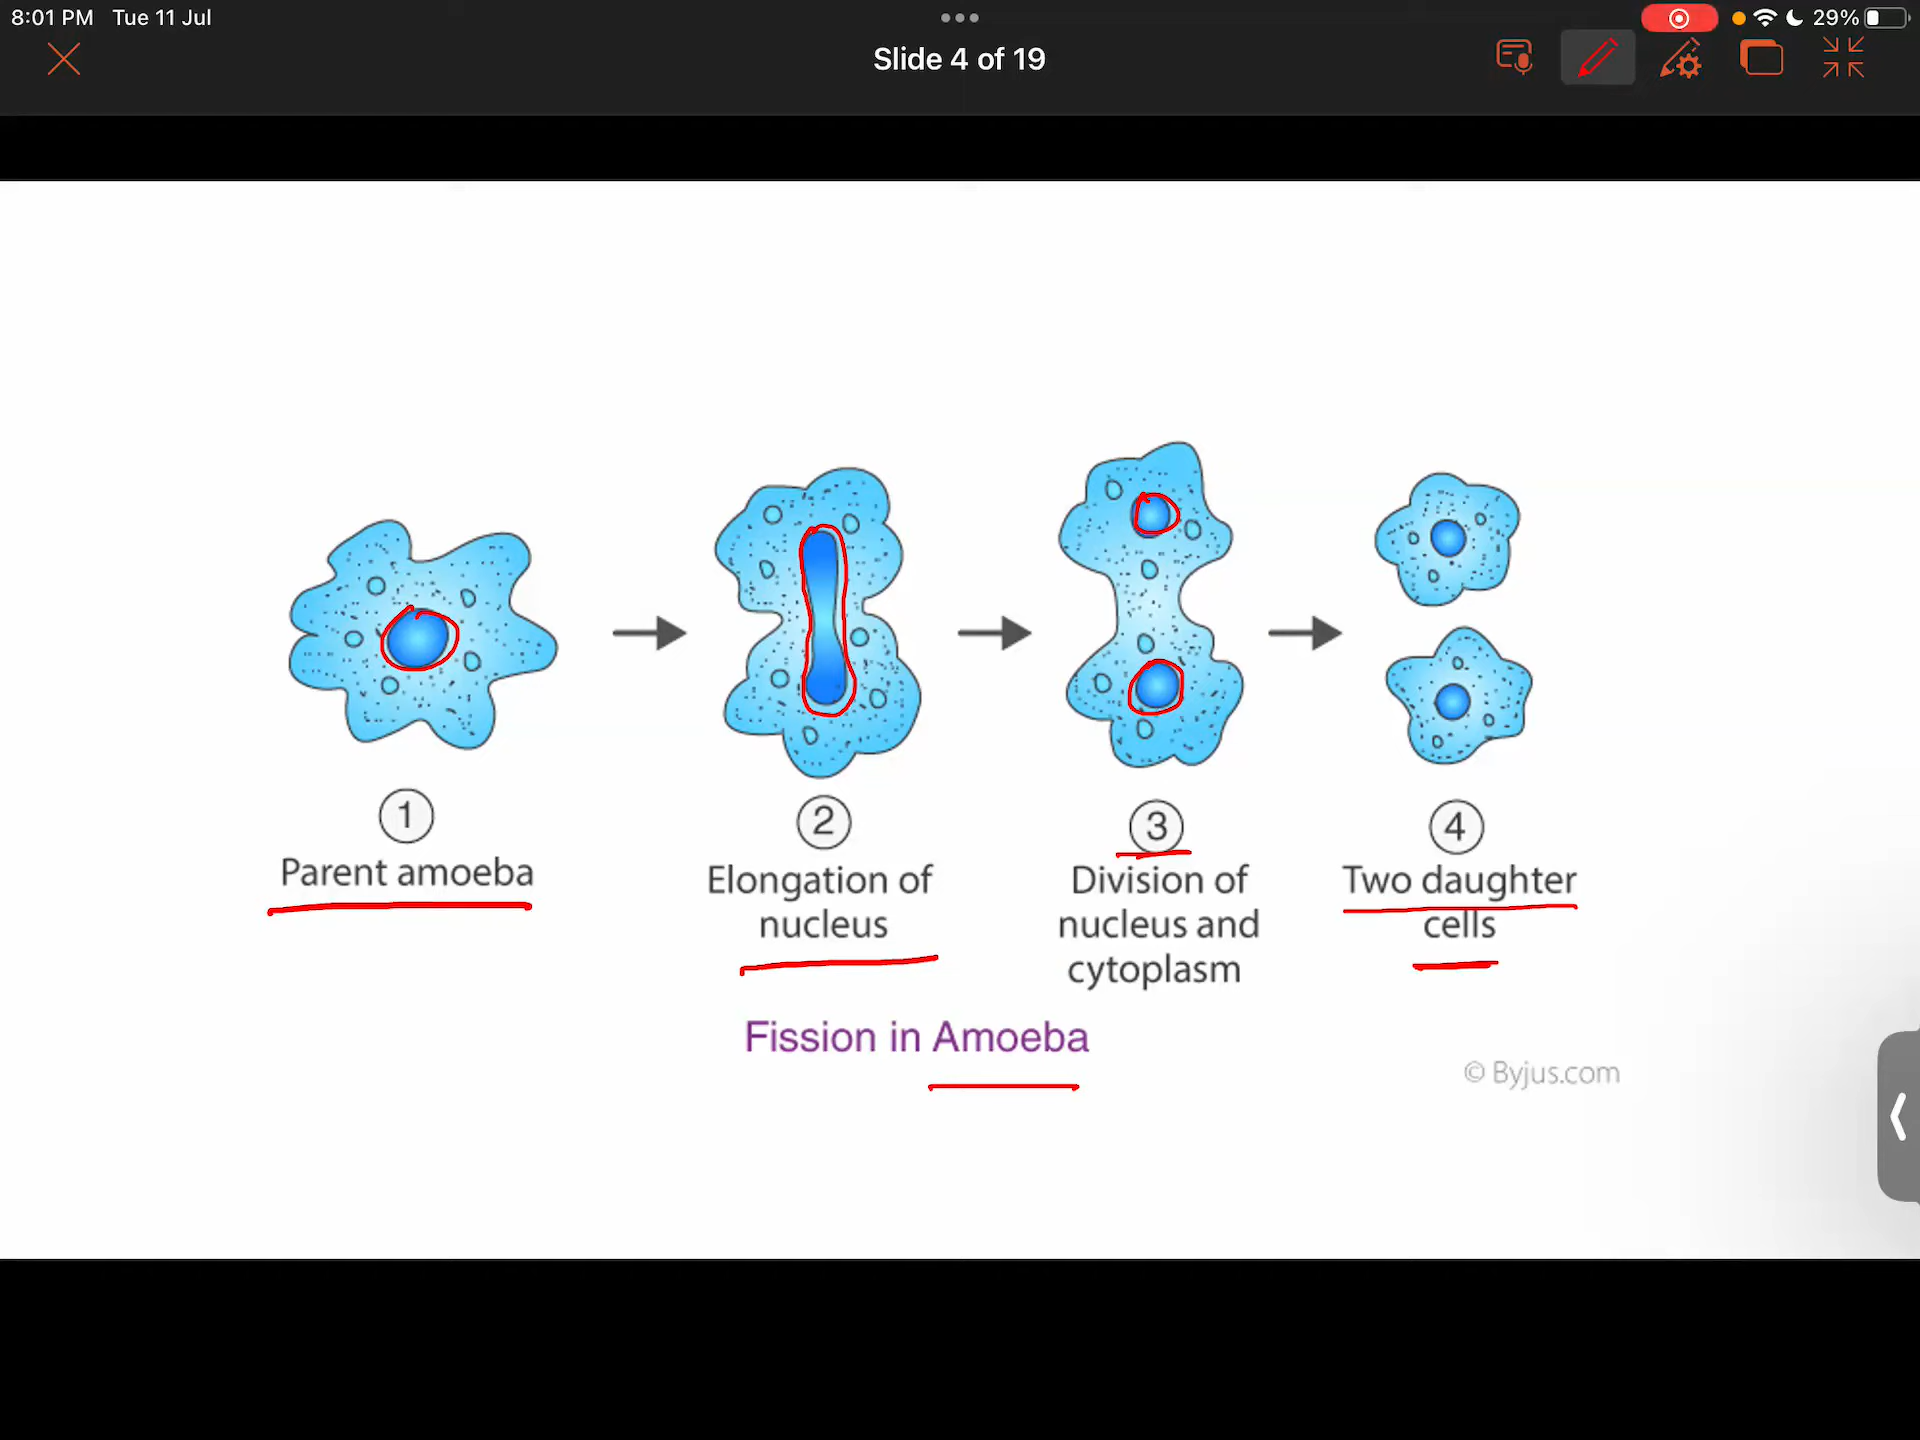 8:01 PM Tue 11 Jul
29%
Slide 4 of 19
1
2
3
4
Parent amoeba
Elongation of
nucleus
Division of
nucleus and
cytoplasm
Two daughter
cells
Fission in Amoeba
© Byjus.com